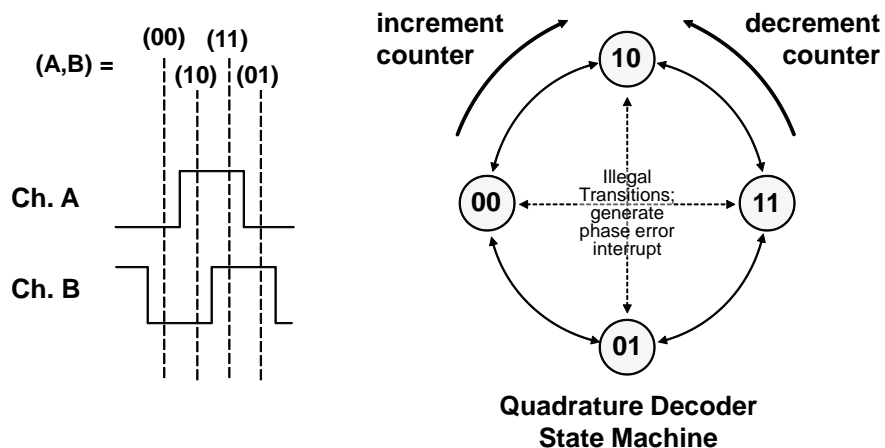 (A,B) =
(00)
(11)
(10)
(01)
Ch. A
Ch. B
increment
counter
decrement
counter
10
00
Illegal
Transitions;
generate
phase error
interrupt
11
01
Quadrature Decoder
State Machine